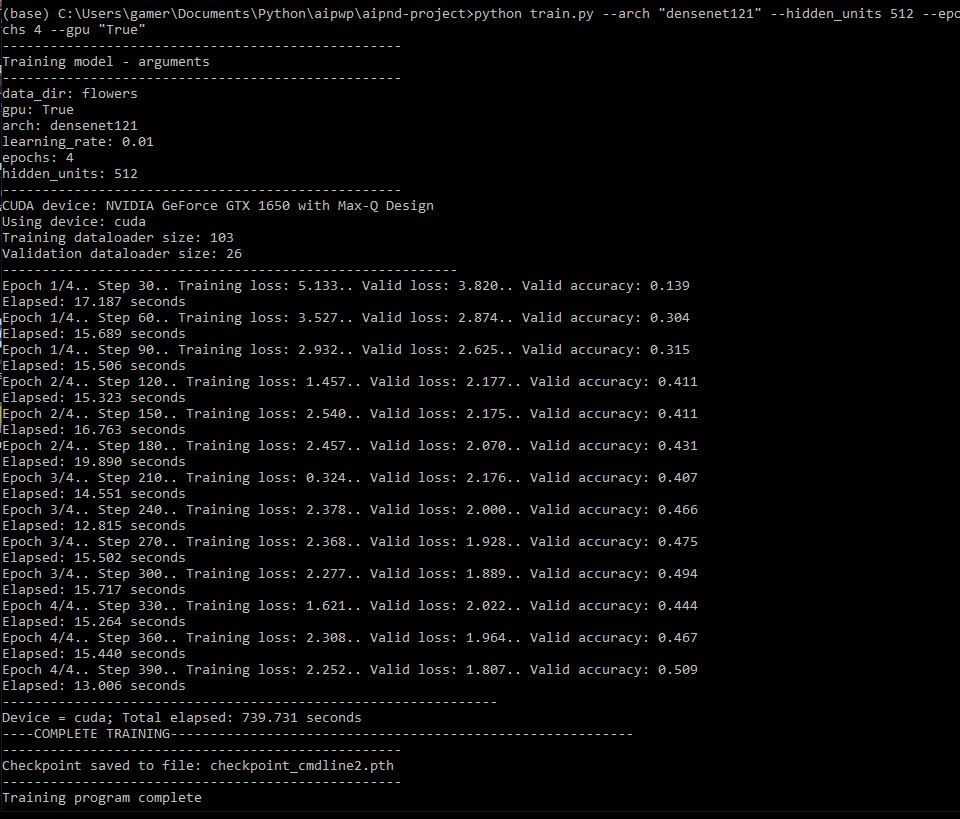 (base) C:\Users\gamer\Documents\Python\aipwp\aipnd-project>python train.py --arch "densenet121" --hidden_units 512 --epo
chs 4 --gpu "True"
--------------------------------------------------
Training model - arguments
--------------------------------------------------
data_dir: flowers
gpu: True
arch: densenet121
learning_rate: 0.01
epochs: 4
hidden_units: 512
--------------------------------------------------
CUDA device: NVIDIA GeForce GTX 1650 with Max-Q Design
Using device: cuda
Training dataloader size: 103
Validation dataloader size: 26
---------------------------------------------------------
Epoch 1/4.. Step 30.. Training loss: 5.133.. Valid loss: 3.820.. Valid accuracy: 0.139
Elapsed: 17.187 seconds
Epoch 1/4.. Step 60.. Training loss: 3.527.. Valid loss: 2.874.. Valid accuracy: 0.304
Elapsed: 15.689 seconds
Epoch 1/4.. Step 90.. Training loss: 2.932.. Valid loss: 2.625.. Valid accuracy: 0.315
Elapsed: 15.506 seconds
Epoch 2/4.. Step 120.. Training loss: 1.457.. Valid loss: 2.177.. Valid accuracy: 0.411
Elapsed: 15.323 seconds
Epoch 2/4.. Step 150.. Training loss: 2.540.. Valid loss: 2.175.. Valid accuracy: 0.411
Elapsed: 16.763 seconds
Epoch 2/4.. Step 180.. Training loss: 2.457.. Valid loss: 2.070.. Valid accuracy: 0.431
Elapsed: 19.890 seconds
Epoch 3/4.. Step 210.. Training loss: 0.324.. Valid loss: 2.176.. Valid accuracy: 0.407
Elapsed: 14.551 seconds
Epoch 3/4.. Step 240.. Training loss: 2.378.. Valid loss: 2.000.. Valid accuracy: 0.466
Elapsed: 12.815 seconds
Epoch 3/4.. Step 270.. Training loss: 2.368.. Valid loss: 1.928.. Valid accuracy: 0.475
Elapsed: 15.502 seconds
Epoch 3/4.. Step 300.. Training loss: 2.277.. Valid loss: 1.889.. Valid accuracy: 0.494
Elapsed: 15.717 seconds
Epoch 4/4.. Step 330.. Training loss: 1.621.. Valid loss: 2.022.. Valid accuracy: 0.444
Elapsed: 15.264 seconds
Epoch 4/4.. Step 360.. Training loss: 2.308.. Valid loss: 1.964.. Valid accuracy: 0.467
Elapsed: 15.440 seconds
Epoch 4/4.. Step 390.. Training loss: 2.252.. Valid loss: 1.807.. Valid accuracy: 0.509
Elapsed: 13.006 seconds
--------------------------------------------------------------
Device = cuda; Total elapsed: 739.731 seconds
----COMPLETE TRAINING----------------------------------------------------------
--------------------------------------------------
Checkpoint saved to file: checkpoint_cmdline2.pth
--------------------------------------------------
Training program complete